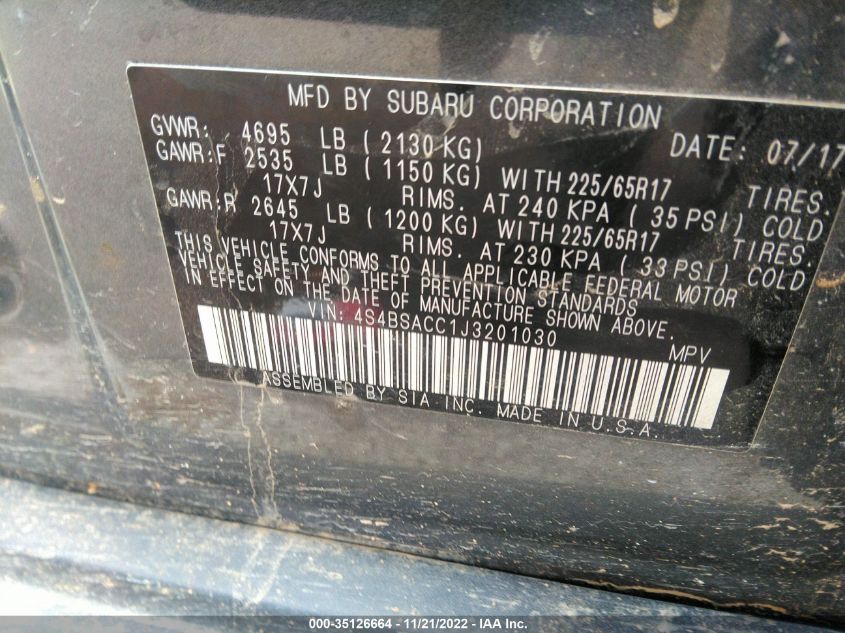 MFD BY SUBARU CORPORATION
GVWR: 4695 LB ( 2130 KG) DATE: 07/17
GAWR:F 2535 LB ( 1150 KG) WITH 225/65R17 TIRES.
17X7J RIMS. AT 240 KPA ( 35 PSI) COLD
GAWR:R 2645 LB ( 1200 KG) WITH 225/65R17 TIRES.
17X7J RIMS. AT 230 KPA ( 33 PSI) COLD
THIS VEHICLE CONFORMS TO ALL APPLICABLE FEDERAL MOTOR
VEHICLE SAFETY AND THEFT PREVENTION STANDARDS
IN EFFECT ON THE DATE OF MANUFACTURE SHOWN ABOVE.
VIN: 4S4BSACC1J3201030 MPV
ASSEMBLED BY SIA INC. MADE IN U.S.A.
000-35126664 - 11/21/2022 - © IAA, Inc.